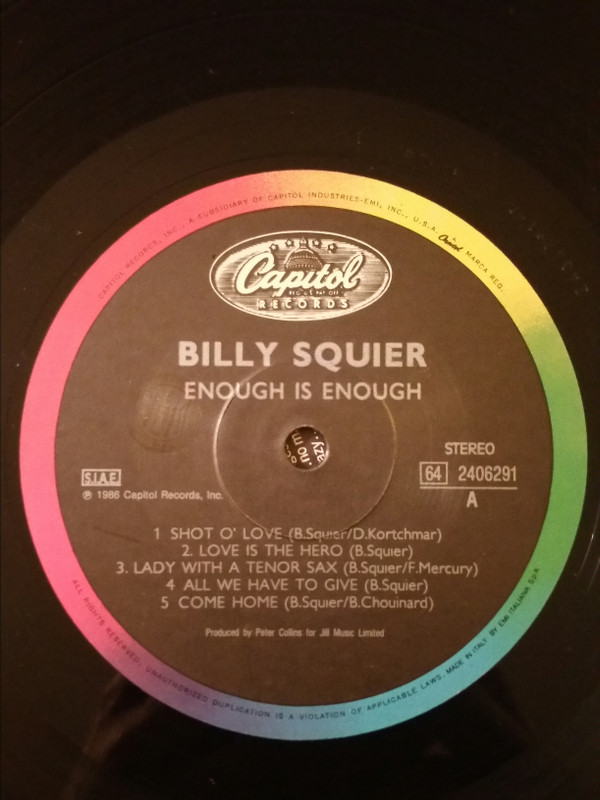 CAPITOL RECORDS, INC., A SUBSIDIARY OF CAPITOL INDUSTRIES-EMI, INC., U.S.A. Capitol MARCA REG.
Capitol
REG. U.S. PAT. OFF.
RECORDS
BILLY SQUIER
ENOUGH IS ENOUGH
STEREO
S.I.A.E.
64 2406291
℗ 1986 Capitol Records, Inc.
A
1 SHOT O' LOVE (B.Squier/D.Kortchmar)
2. LOVE IS THE HERO (B.Squier)
3. LADY WITH A TENOR SAX (B.Squier/F.Mercury)
4 ALL WE HAVE TO GIVE (B.Squier)
5 COME HOME (B.Squier/B.Chouinard)
Produced by Peter Collins for Jill Music Limited
ALL RIGHTS RESERVED. UNAUTHORIZED DUPLICATION IS A VIOLATION OF APPLICABLE LAWS. MADE IN ITALY BY EMI ITALIANA S.p.A.